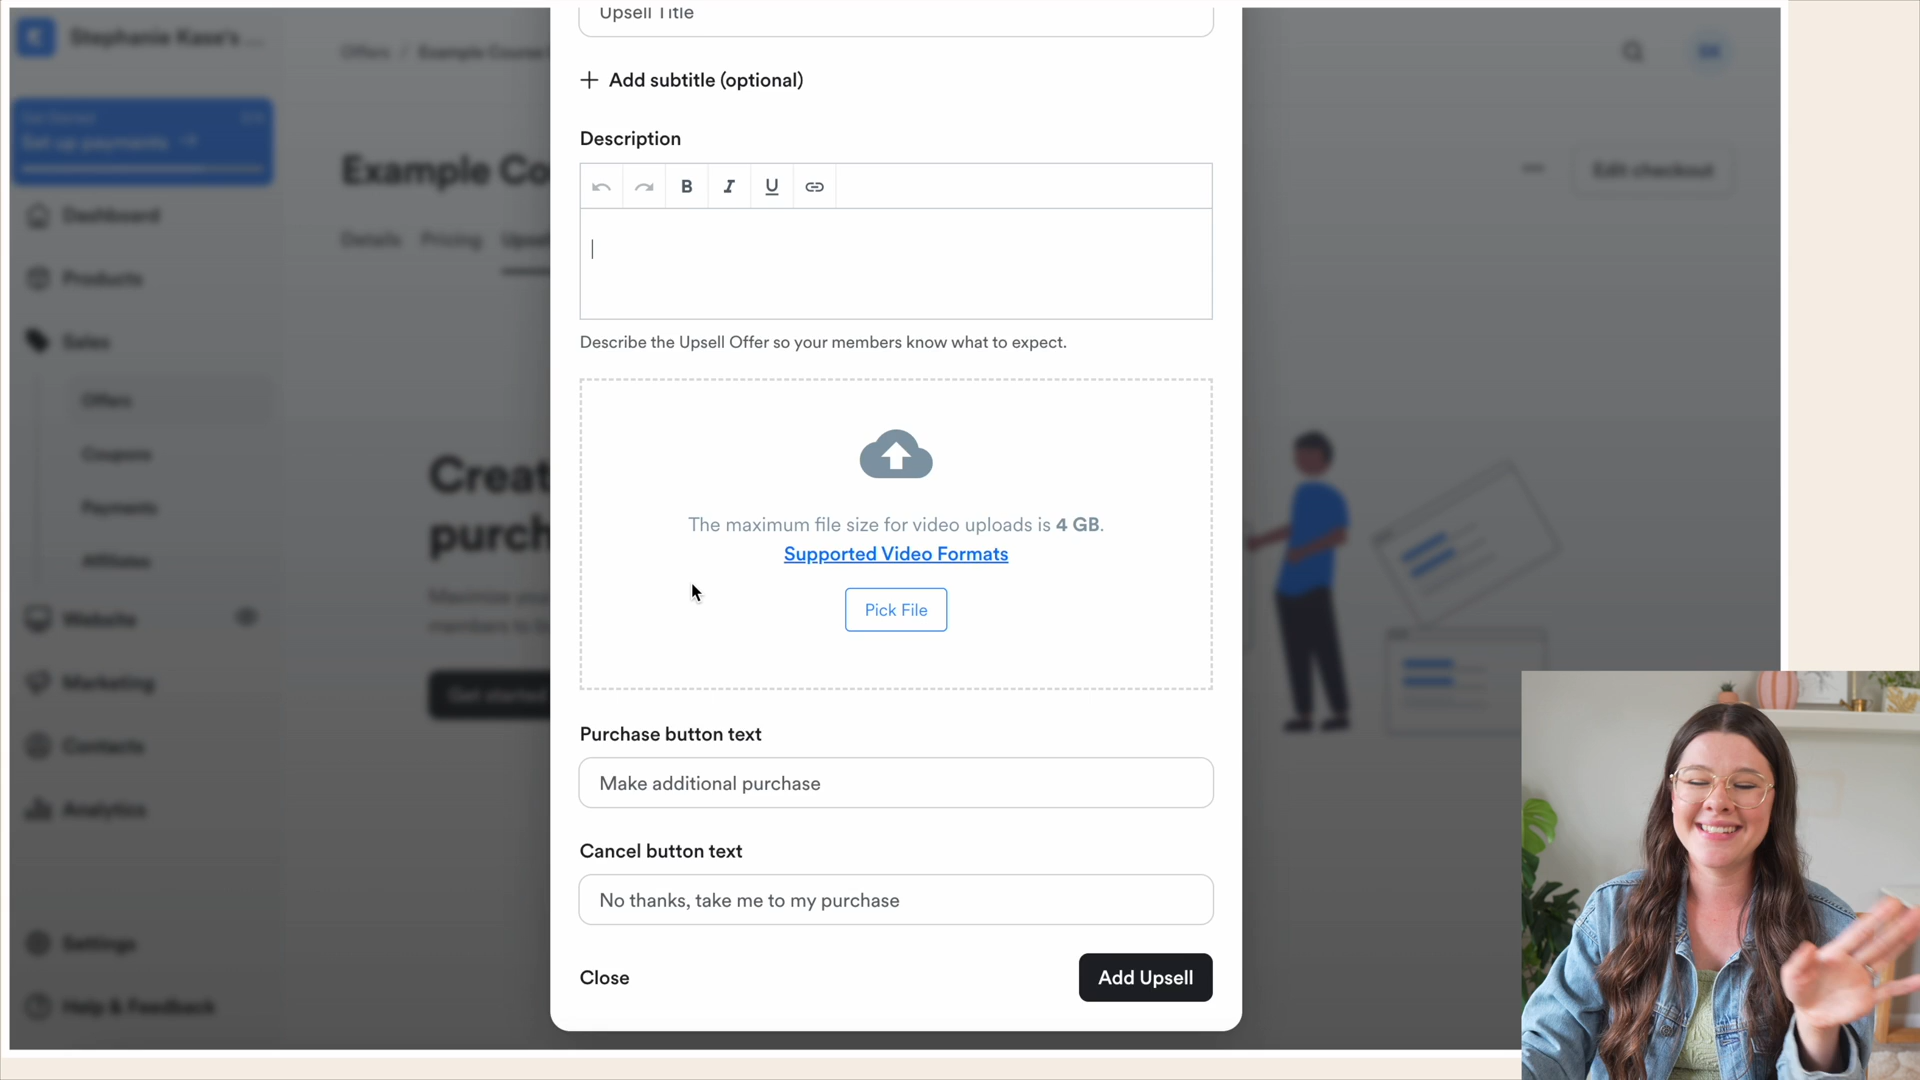 Stephanie Kase's ...
Offers / Example Course
Set up payments →
Upsell Title
Add subtitle (optional)
Example Co
Edit checkout
Details Pricing Upsel
Dashboard
Products
Sales
Offers
Coupons
Payments
Affiliates
Website
Marketing
Contacts
Analytics
Settings
Help & Feedback
Creat
purch
Get started
Description
B I U
Describe the Upsell Offer so your members know what to expect.
The maximum file size for video uploads is 4 GB.
Supported Video Formats
Pick File
Purchase button text
Make additional purchase
Cancel button text
No thanks, take me to my purchase
Close
Add Upsell